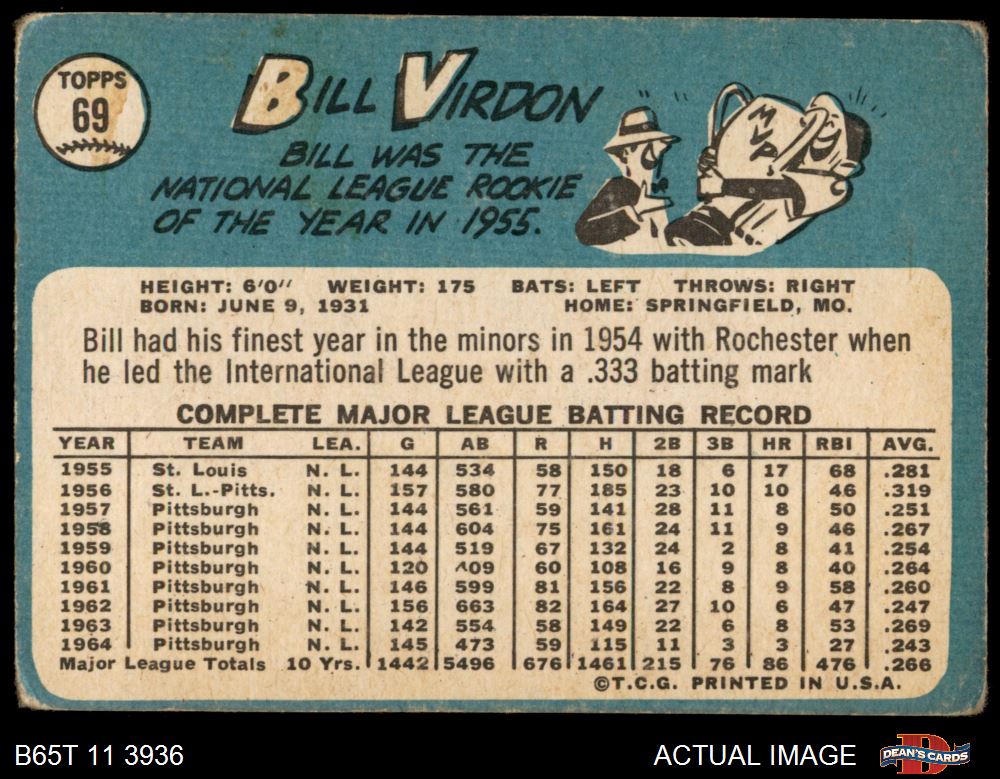 TOPPS
69
BILL VIRDON
BILL WAS THE
NATIONAL LEAGUE ROOKIE
OF THE YEAR IN 1955.
M.V.P.
HEIGHT: 6'0" WEIGHT: 175 BATS: LEFT THROWS: RIGHT
BORN: JUNE 9, 1931 HOME: SPRINGFIELD, MO.
Bill had his finest year in the minors in 1954 with Rochester when
he led the International League with a .333 batting mark
COMPLETE MAJOR LEAGUE BATTING RECORD
YEAR TEAM LEA. G AB R H 2B 3B HR RBI AVG.
1955 St. Louis N. L. 144 534 58 150 18 6 17 68 .281
1956 St. L.-Pitts. N. L. 157 580 77 185 23 10 10 46 .319
1957 Pittsburgh N. L. 144 561 59 141 28 11 8 50 .251
1958 Pittsburgh N. L. 144 604 75 161 24 11 9 46 .267
1959 Pittsburgh N. L. 144 519 67 132 24 2 8 41 .254
1960 Pittsburgh N. L. 120 409 60 108 16 9 8 40 .264
1961 Pittsburgh N. L. 146 599 81 156 22 8 9 58 .260
1962 Pittsburgh N. L. 156 663 82 164 27 10 6 47 .247
1963 Pittsburgh N. L. 142 554 58 149 22 6 8 53 .269
1964 Pittsburgh N. L. 145 473 59 115 11 3 3 27 .243
Major League Totals 10 Yrs. 1442 5496 676 1461 215 76 86 476 .266
©T.C.G. PRINTED IN U.S.A.
B65T 11 3936 ACTUAL IMAGE DEAN'S CARDS